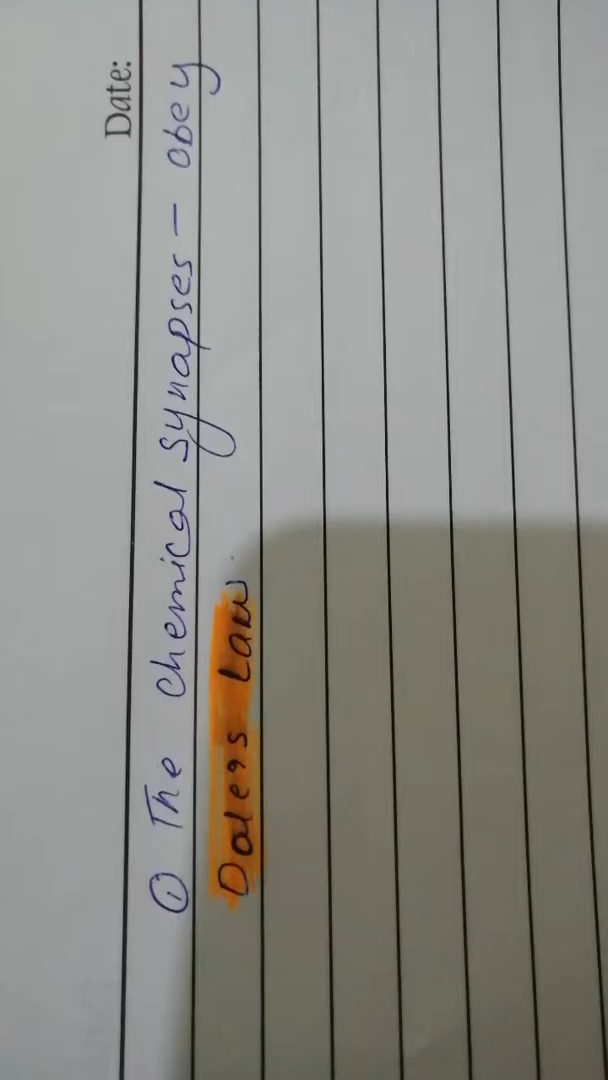 Date:
① The chemical synapses - obey
Dale's Law.